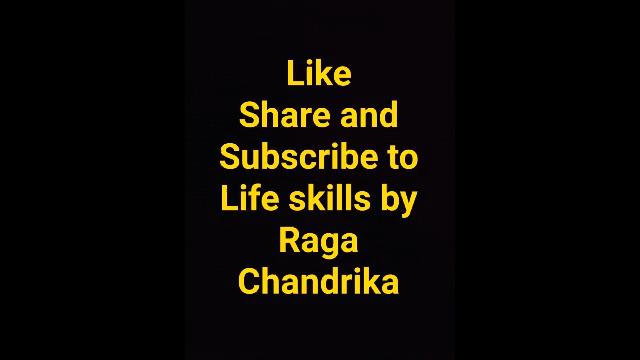 Like
Share and
Subscribe to
Life skills by
Raga
Chandrika